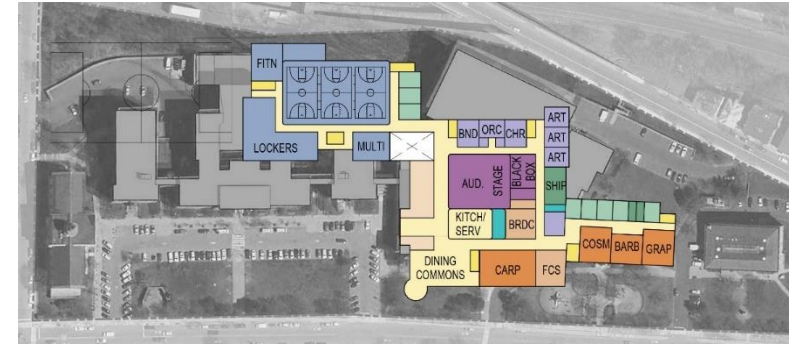 FITN
LOCKERS
MULTI
BND
ORC
CHR
ART
ART
ART
AUD.
STAGE
BLACK
BOX
SHIP
KITCH/
SERV
BRDC
DINING
COMMONS
CARP
FCS
COSM
BARB
GRAP